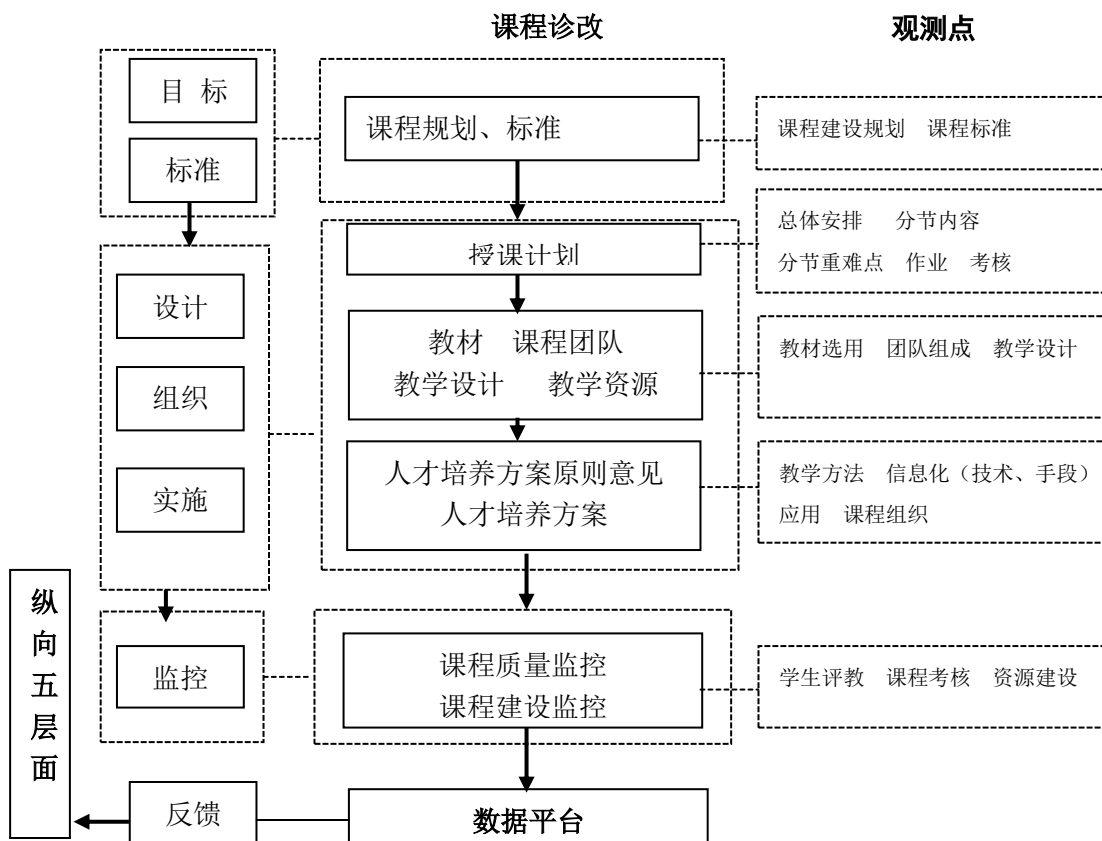 课程诊改
观测点
目 标
标准
课程规划、标准
课程建设规划 课程标准
授课计划
总体安排 分节内容
分节重难点 作业 考核
设计
组织
实施
教材 课程团队
教学设计 教学资源
教材选用 团队组成 教学设计
人才培养方案原则意见
人才培养方案
教学方法 信息化（技术、手段）
应用 课程组织
纵
向
五
层
面
监控
课程质量监控
课程建设监控
学生评教 课程考核 资源建设
反馈
数据平台